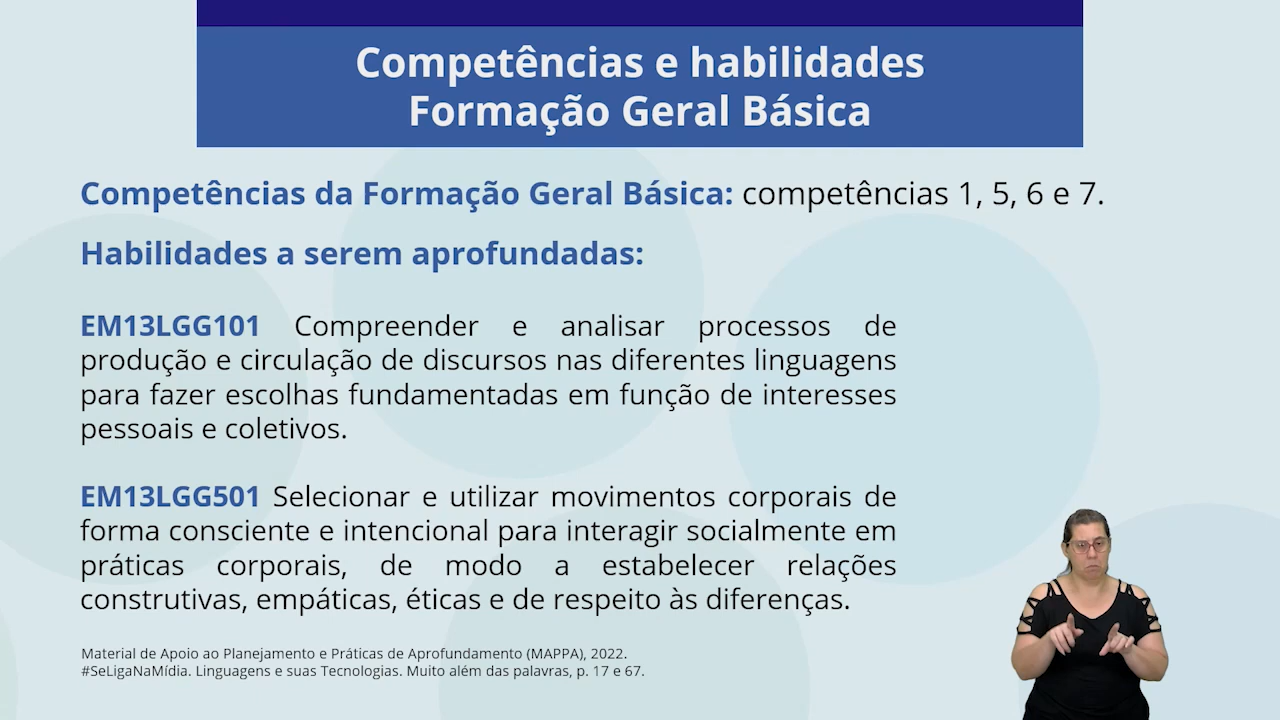 Competências e habilidades
Formação Geral Básica
Competências da Formação Geral Básica: competências 1, 5, 6 e 7.
Habilidades a serem aprofundadas:
EM13LGG101 Compreender e analisar processos de
produção e circulação de discursos nas diferentes linguagens
para fazer escolhas fundamentadas em função de interesses
pessoais e coletivos.
EM13LGG501 Selecionar e utilizar movimentos corporais de
forma consciente e intencional para interagir socialmente em
práticas corporais, de modo a estabelecer relações
construtivas, empáticas, éticas e de respeito às diferenças.
Material de Apoio ao Planejamento e Práticas de Aprofundamento (MAPPA), 2022.
#SeLigaNaMídia. Linguagens e suas Tecnologias. Muito além das palavras, p. 17 e 67.